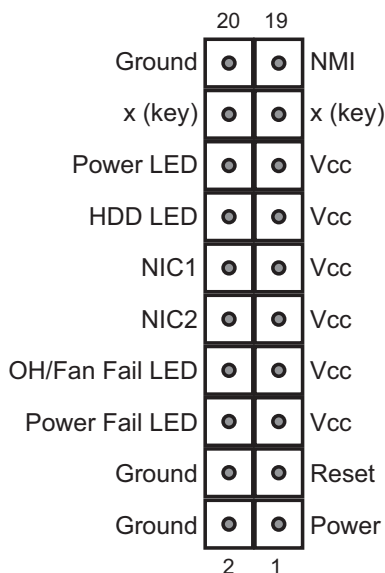 20 19
Ground NMI
x (key) x (key)
Power LED Vcc
HDD LED Vcc
NIC1 Vcc
NIC2 Vcc
OH/Fan Fail LED Vcc
Power Fail LED Vcc
Ground Reset
Ground Power
2 1